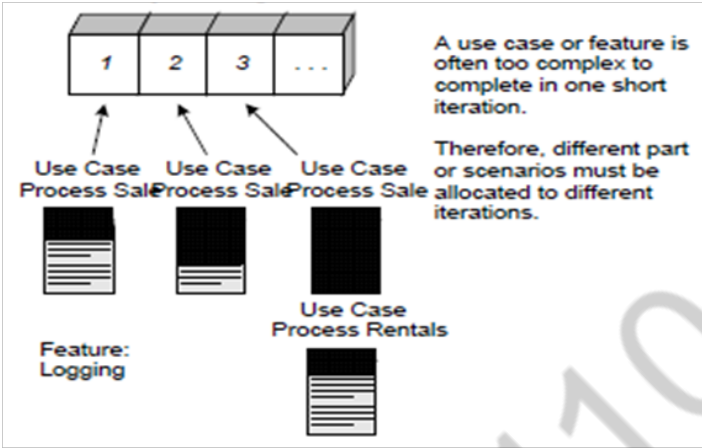 1 2 3 . . .
A use case or feature is
often too complex to
complete in one short
iteration.
Therefore, different part
or scenarios must be
allocated to different
iterations.
Use Case
Process Sale
Use Case
Process Sale
Use Case
Process Sale
Use Case
Process Rentals
Feature:
Logging
10